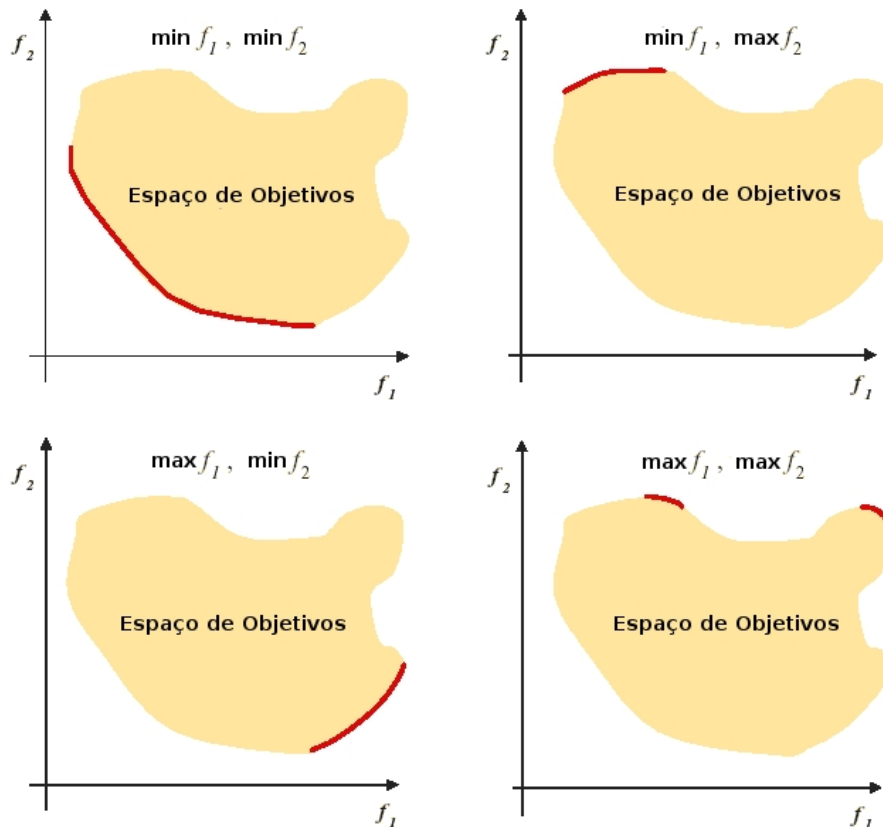 min f₁ , min f₂
f₂
Espaço de Objetivos
f₁
min f₁ , max f₂
f₂
Espaço de Objetivos
f₁
max f₁ , min f₂
f₂
Espaço de Objetivos
f₁
max f₁ , max f₂
f₂
Espaço de Objetivos
f₁